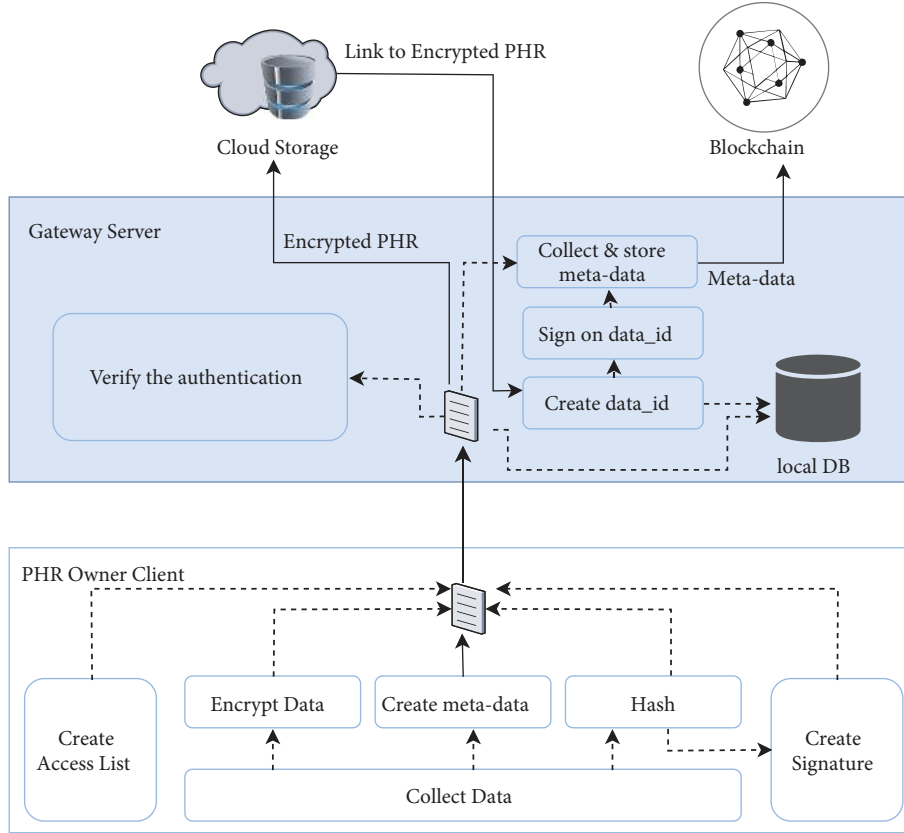 Link to Encrypted PHR
Cloud Storage
Blockchain
Gateway Server
Encrypted PHR
Collect & store
meta-data
Meta-data
Sign on data_id
Verify the authentication
Create data_id
local DB
PHR Owner Client
Encrypt Data
Create meta-data
Hash
Create
Access List
Create
Signature
Collect Data